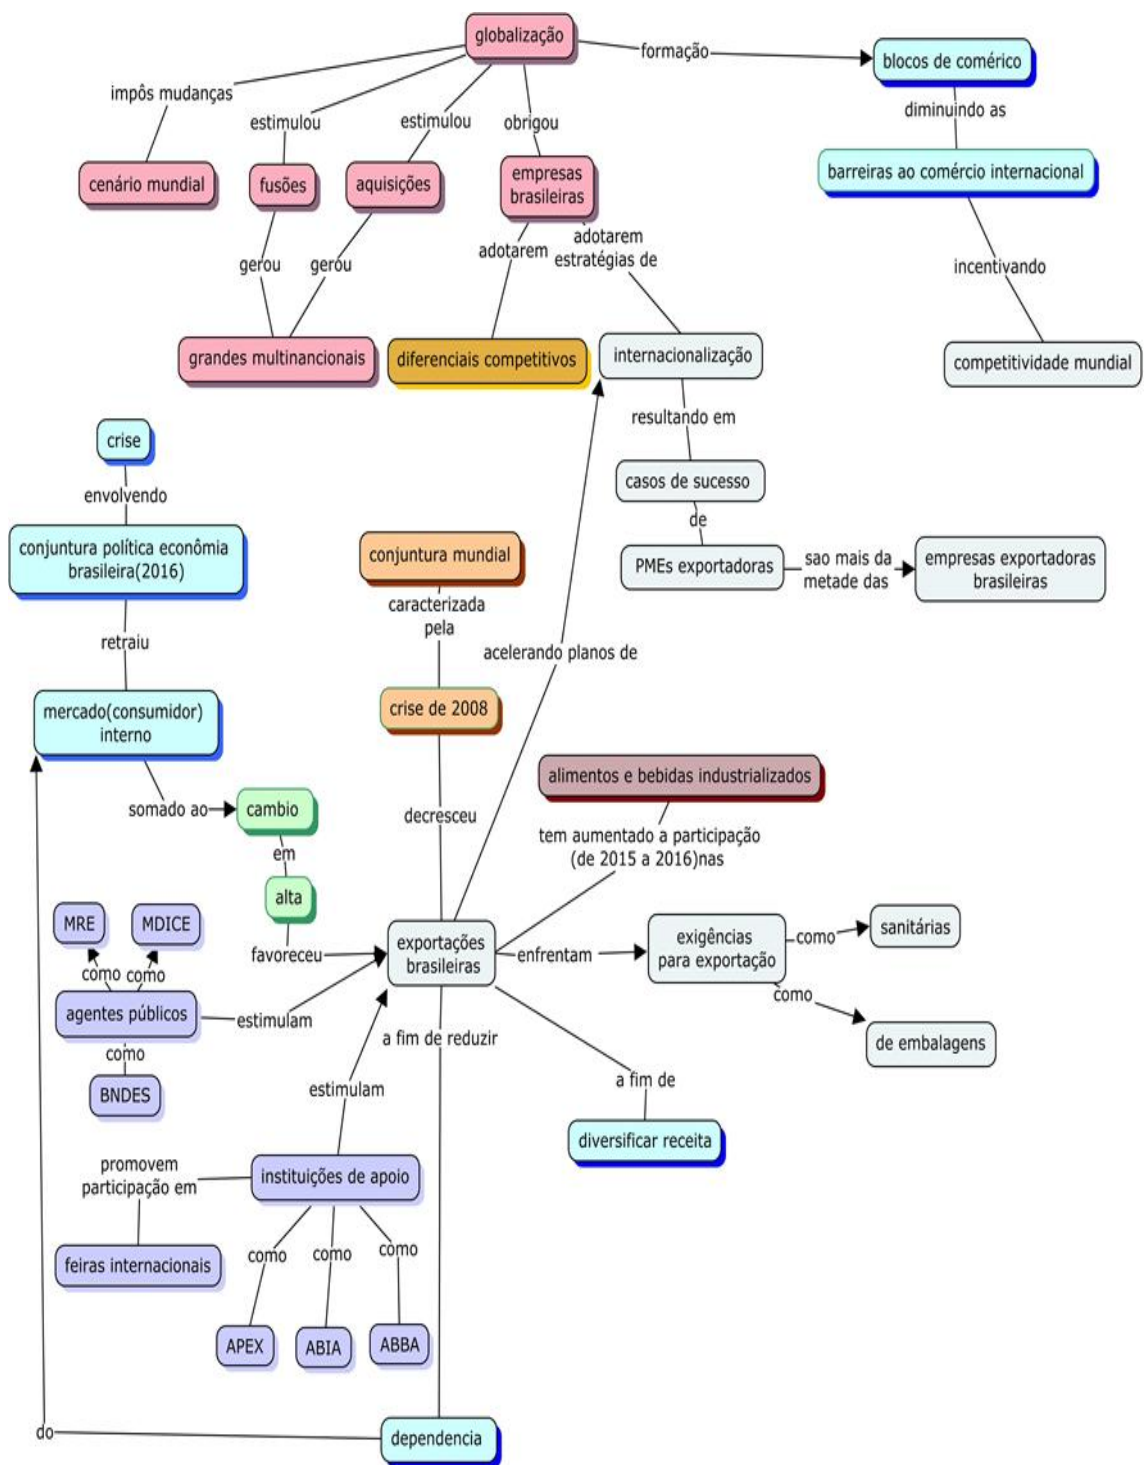 globalização
formação
blocos de comérico
impôs mudanças
diminuindo as
estimulou
estimulou
obrigou
cenário mundial
fusões
aquisições
empresas
brasileiras
barreiras ao comércio internacional
adotarem
adotarem
estratégias de
gerou
gerou
incentivando
grandes multinancionais
diferenciais competitivos
internacionalização
competitividade mundial
resultando em
crise
casos de sucesso
envolvendo
de
conjuntura política econômia
brasileira(2016)
conjuntura mundial
PMEs exportadoras
sao mais da
metade das
empresas exportadoras
brasileiras
caracterizada
pela
retraiu
acelerando planos de
mercado(consumidor)
interno
crise de 2008
alimentos e bebidas industrializados
somado ao
cambio
decresceu
tem aumentado a participação
(de 2015 a 2016)nas
em
alta
MRE
MDICE
favoreceu
exportações
brasileiras
enfrentam
exigências
para exportação
como
sanitárias
como
como
como
agentes públicos
estimulam
a fim de reduzir
de embalagens
como
BNDES
estimulam
a fim de
diversificar receita
promovem
participação em
instituições de apoio
feiras internacionais
como
como
como
APEX
ABIA
ABBA
do
dependencia